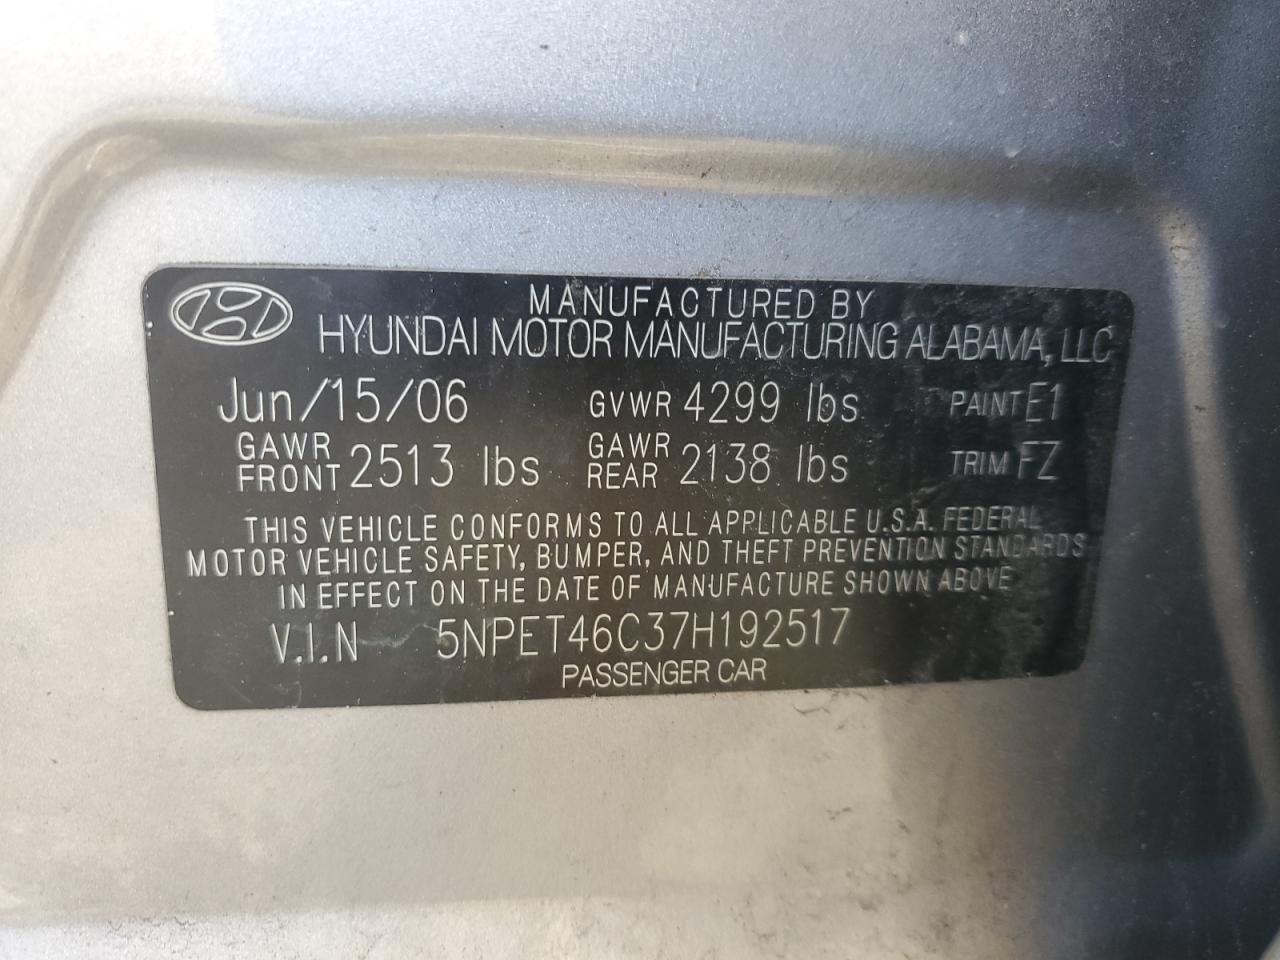 MANUFACTURED BY
HYUNDAI MOTOR MANUFACTURING ALABAMA, LLC
Jun/15/06 GVWR 4299 lbs PAINT E1
GAWR FRONT 2513 lbs GAWR REAR 2138 lbs TRIM FZ
THIS VEHICLE CONFORMS TO ALL APPLICABLE U.S.A. FEDERAL
MOTOR VEHICLE SAFETY, BUMPER, AND THEFT PREVENTION STANDARDS
IN EFFECT ON THE DATE OF MANUFACTURE SHOWN ABOVE
V.I.N 5NPET46C37H192517
PASSENGER CAR